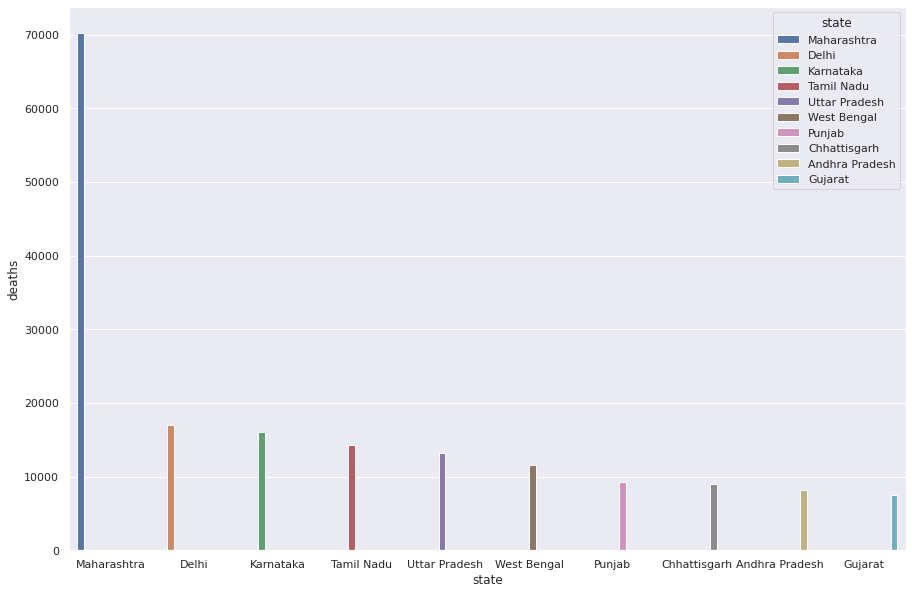 state
Maharashtra
Delhi
Karnataka
Tamil Nadu
Uttar Pradesh
West Bengal
Punjab
Chhattisgarh
Andhra Pradesh
Gujarat
70000
60000
50000
40000
30000
20000
10000
0
deaths
Maharashtra Delhi Karnataka Tamil Nadu Uttar Pradesh West Bengal Punjab Chhattisgarh Andhra Pradesh Gujarat
state